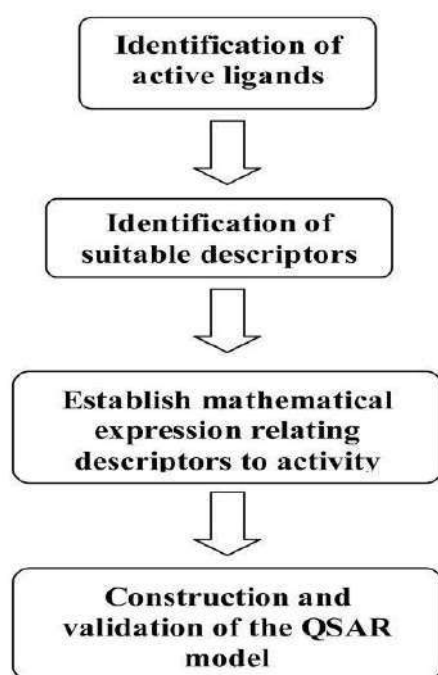 Identification of
active ligands
Identification of
suitable descriptors
Establish mathematical
expression relating
descriptors to activity
Construction and
validation of the QSAR
model